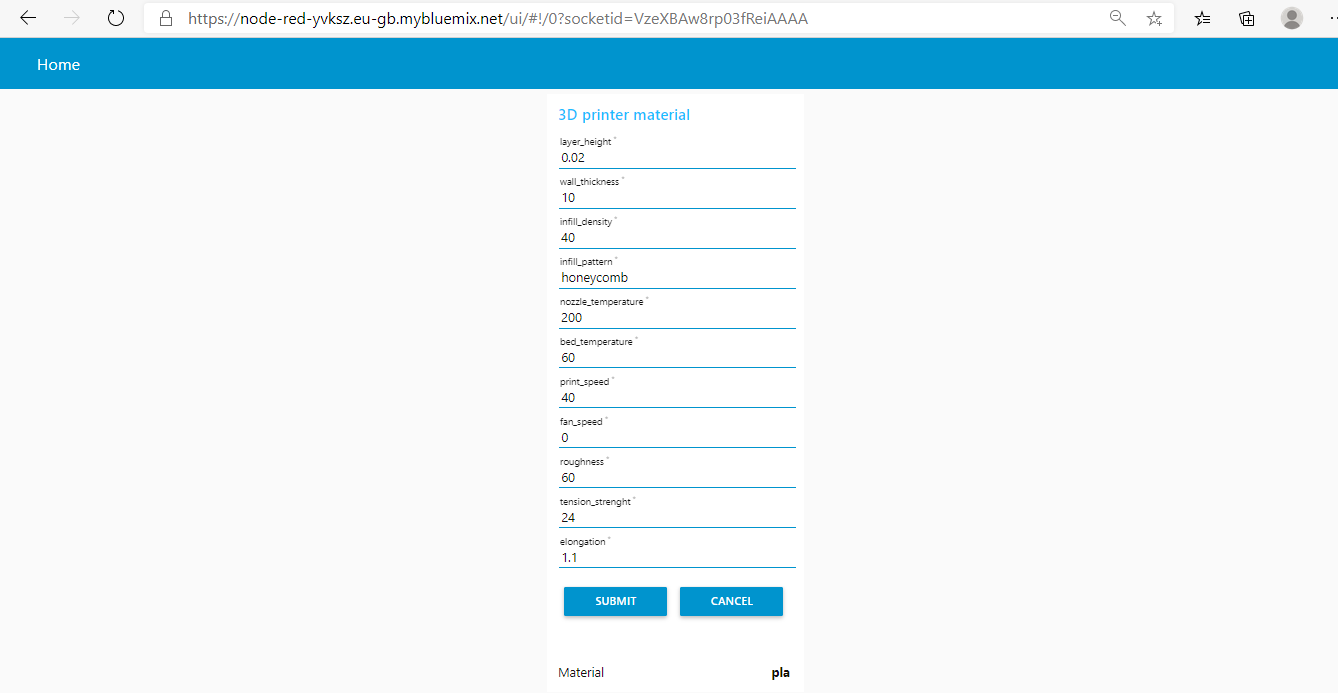 https://node-red-yvksz.eu-gb.mybluemix.net/ui/#!/0?socketid=VzeXBAw8rp03fReiAAAA
Home
3D printer material
layer_height *
0.02
wall_thickness *
10
infill_density *
40
infill_pattern *
honeycomb
nozzle_temperature *
200
bed_temperature *
60
print_speed *
40
fan_speed *
0
roughness *
60
tension_strenght *
24
elongation *
1.1
SUBMIT CANCEL
Material pla